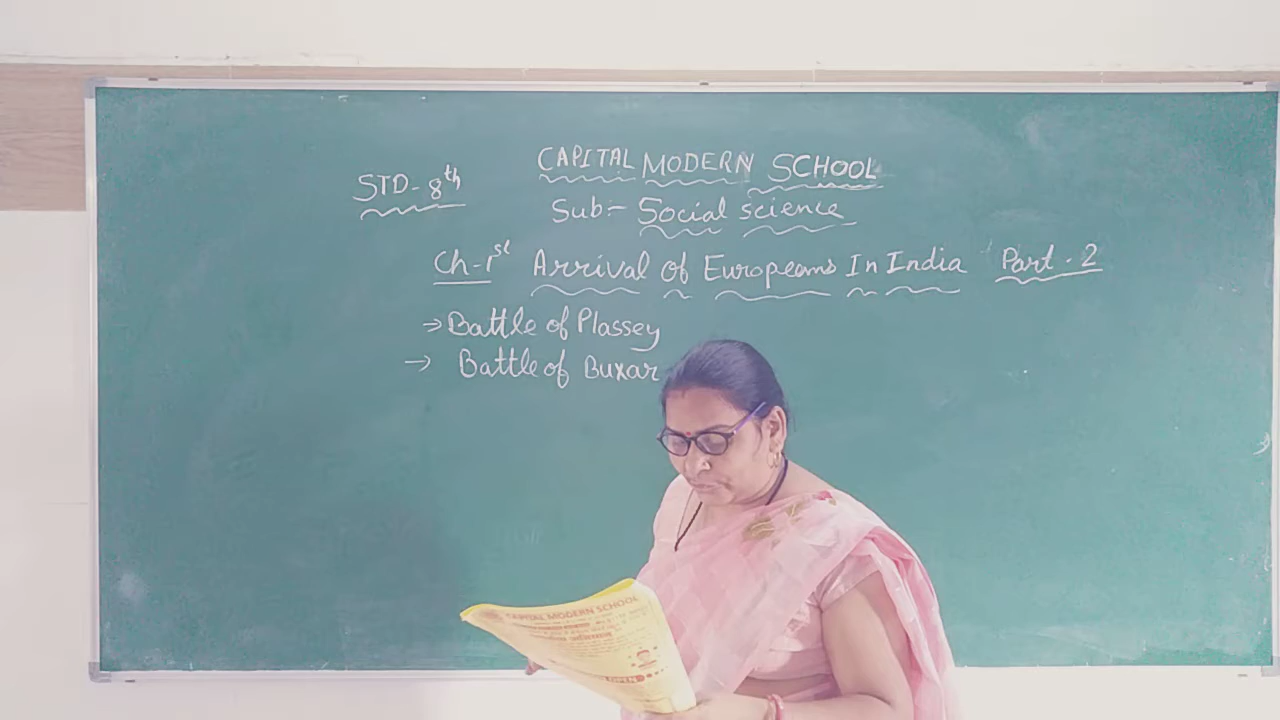 CAPITAL MODERN SCHOOL
STD- 8th
Sub:- Social science
Ch-1st Arrival of Europeans In India Part-2
→ Battle of Plassey
→ Battle of Buxar
CAPITAL MODERN SCHOOL
OPEN